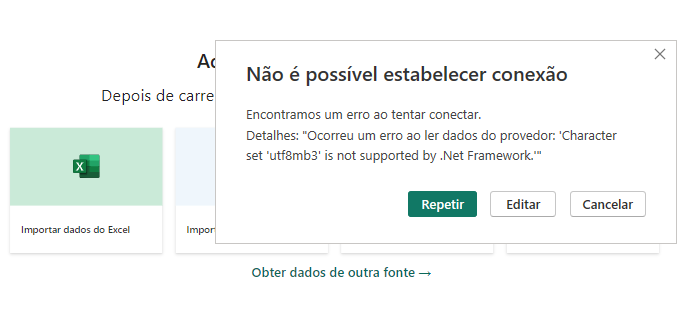 Não é possível estabelecer conexão
Depois de carre
Encontramos um erro ao tentar conectar.
Detalhes: "Ocorreu um erro ao ler dados do provedor: 'Character
set 'utf8mb3' is not supported by .Net Framework.'"
Repetir Editar Cancelar
Importar dados do Excel
Obter dados de outra fonte →